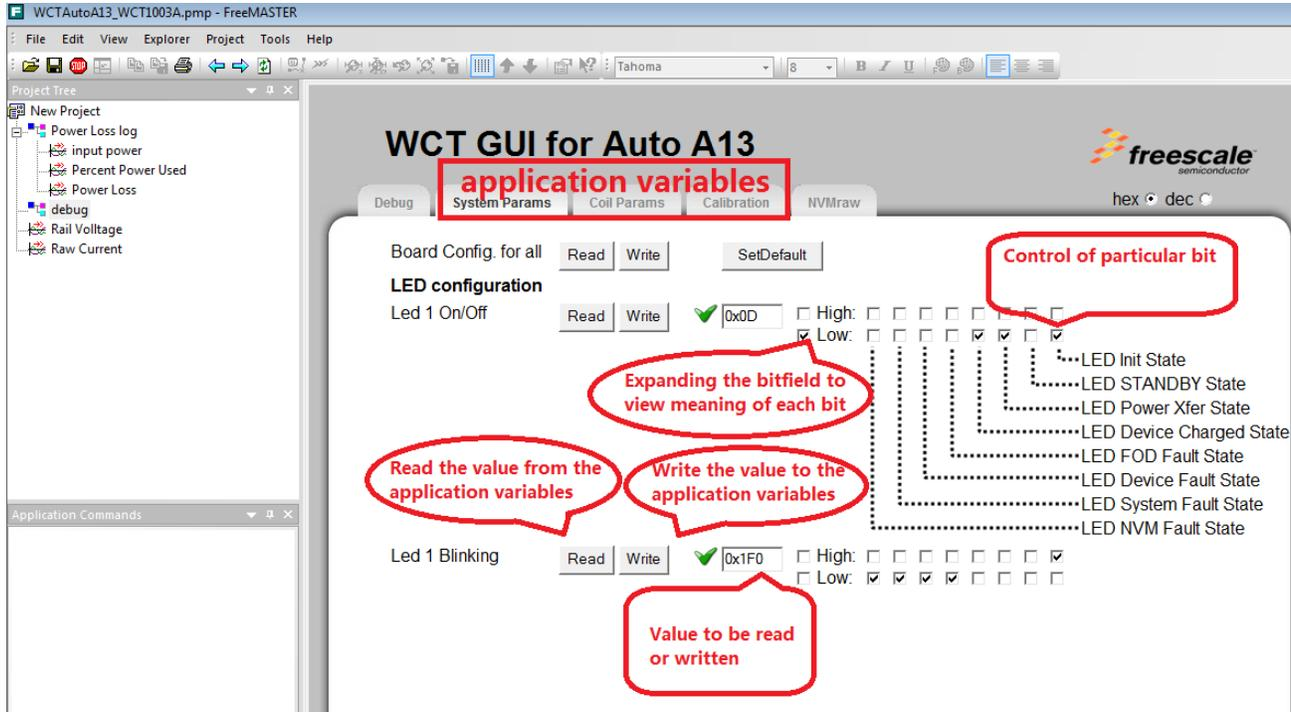 WCTAutoA13_WCT1003A.pmp - FreeMASTER
File Edit View Explorer Project Tools Help
Tahoma 8 B I U
Project Tree
New Project
Power Loss log
input power
Percent Power Used
Power Loss
debug
Rail Volltage
Raw Current
Application Commands
WCT GUI for Auto A13
freescale
semiconductor
application variables
Debug System Params Coil Params Calibration NVMraw
hex dec
Board Config. for all Read Write SetDefault
Control of particular bit
LED configuration
Led 1 On/Off Read Write 0x0D High:
Low:
LED Init State
LED STANDBY State
LED Power Xfer State
LED Device Charged State
LED FOD Fault State
LED Device Fault State
LED System Fault State
LED NVM Fault State
Expanding the bitfield to
view meaning of each bit
Read the value from the
application variables
Write the value to the
application variables
Led 1 Blinking Read Write 0x1F0 High:
Low:
Value to be read
or written